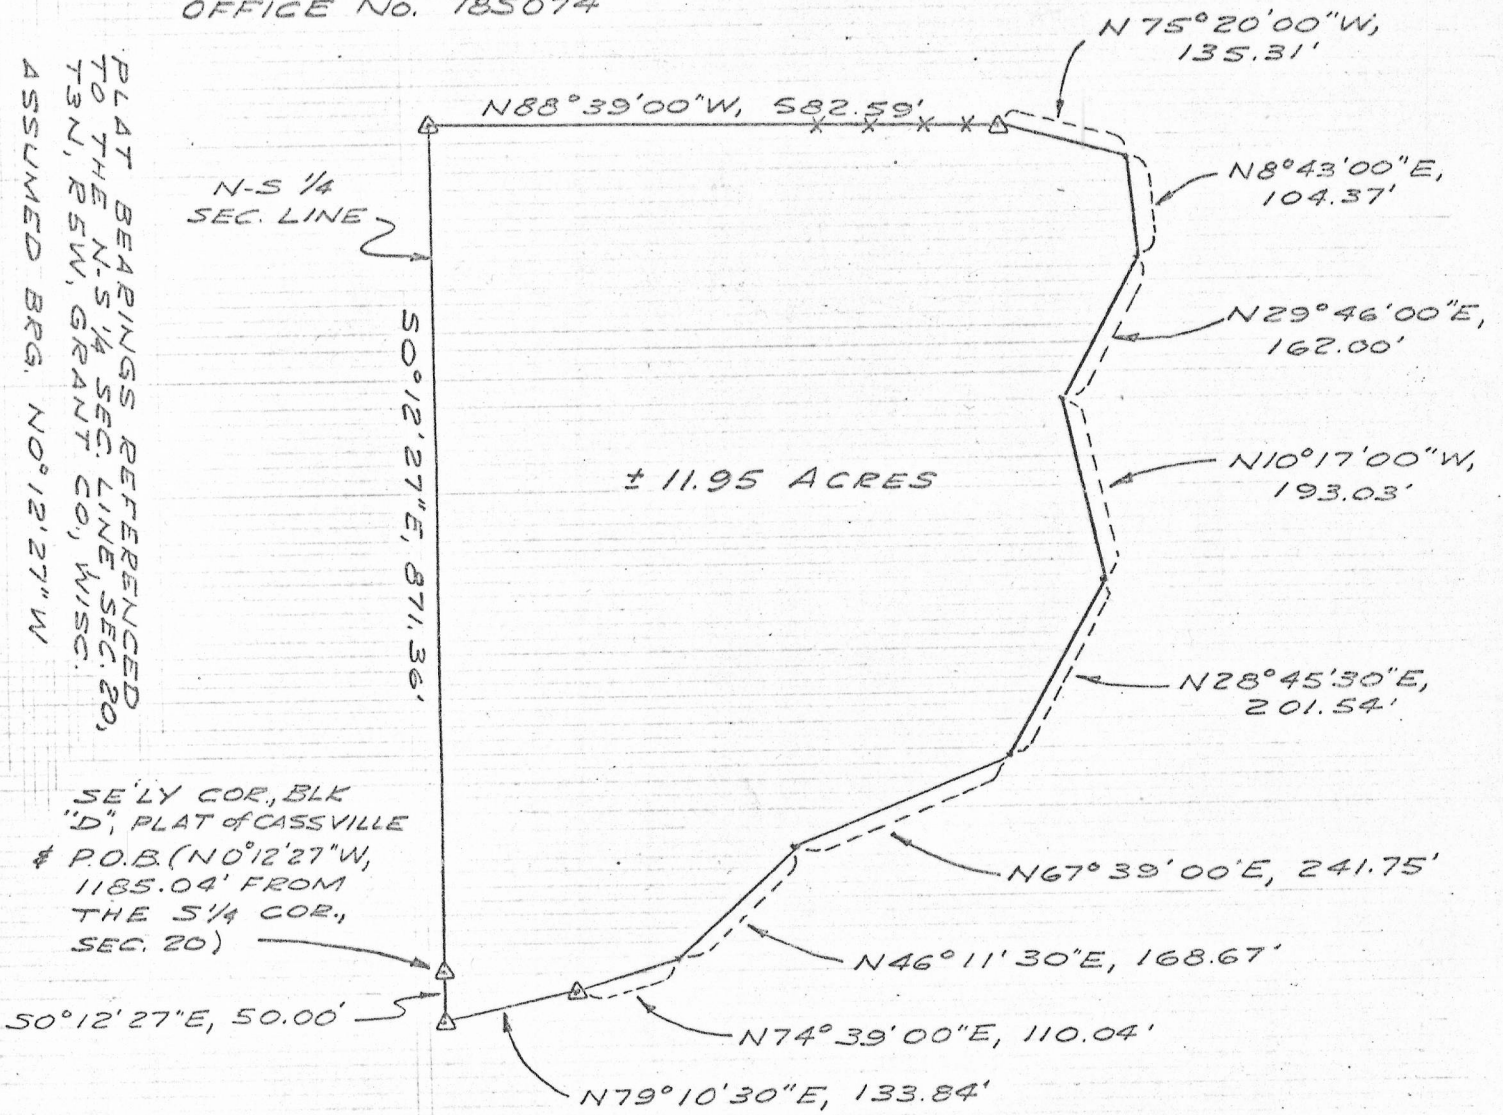 OFFICE No. 785074
N75°20'00"W,
135.31'
N88°39'00"W, 582.59'
N8°43'00"E,
104.37'
N-S 1/4
SEC. LINE
N29°46'00"E,
162.00'
PLAT BEARINGS REFERENCED
TO THE N-S 1/4 SEC. LINE, SEC. 20,
T3N, R5W, GRANT CO., WISC.
ASSUMED BRG. N0°12'27"W
S0°12'27"E, 871.36'
± 11.95 ACRES
N10°17'00"W,
193.03'
N28°45'30"E,
201.54'
SE'LY COR., BLK
"D", PLAT of CASSVILLE
& P.O.B. (N0°12'27"W,
1185.04' FROM
THE S 1/4 COR.,
SEC. 20)
N67°39'00'E, 241.75'
N46°11'30"E, 168.67'
S0°12'27"E, 50.00'
N74°39'00"E, 110.04'
N79°10'30"E, 133.84'